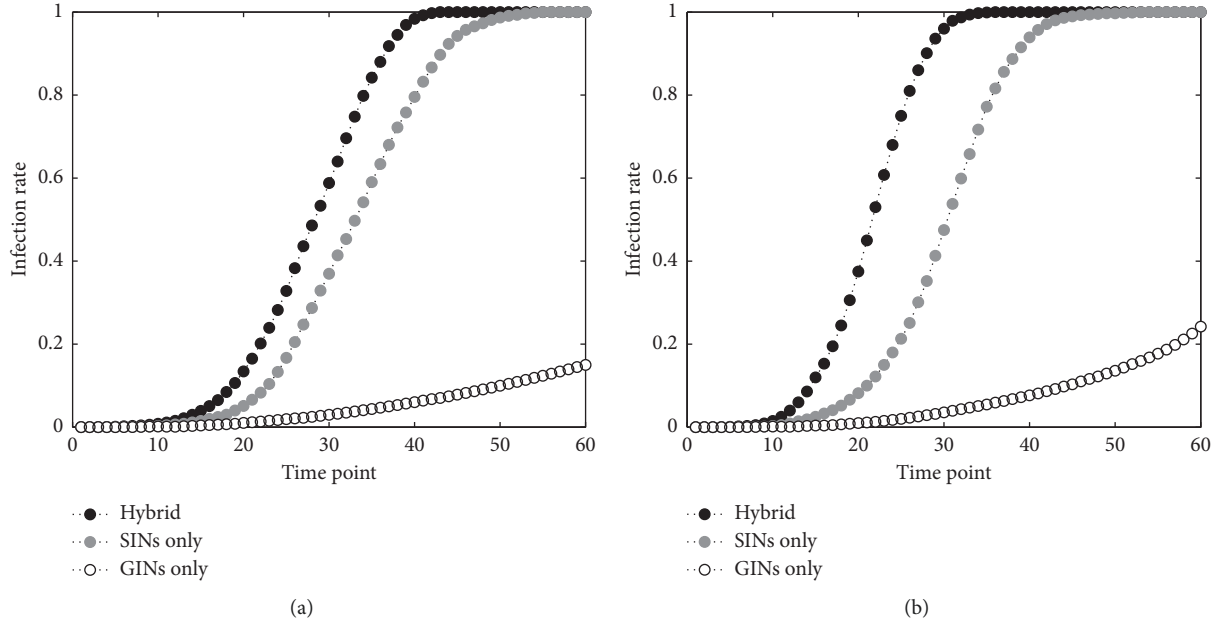 1
0.8
0.6
0.4
0.2
0
Infection rate
0 10 20 30 40 50 60
Time point
Hybrid
SINs only
GINs only
(a)
1
0.8
0.6
0.4
0.2
0
Infection rate
0 10 20 30 40 50 60
Time point
Hybrid
SINs only
GINs only
(b)